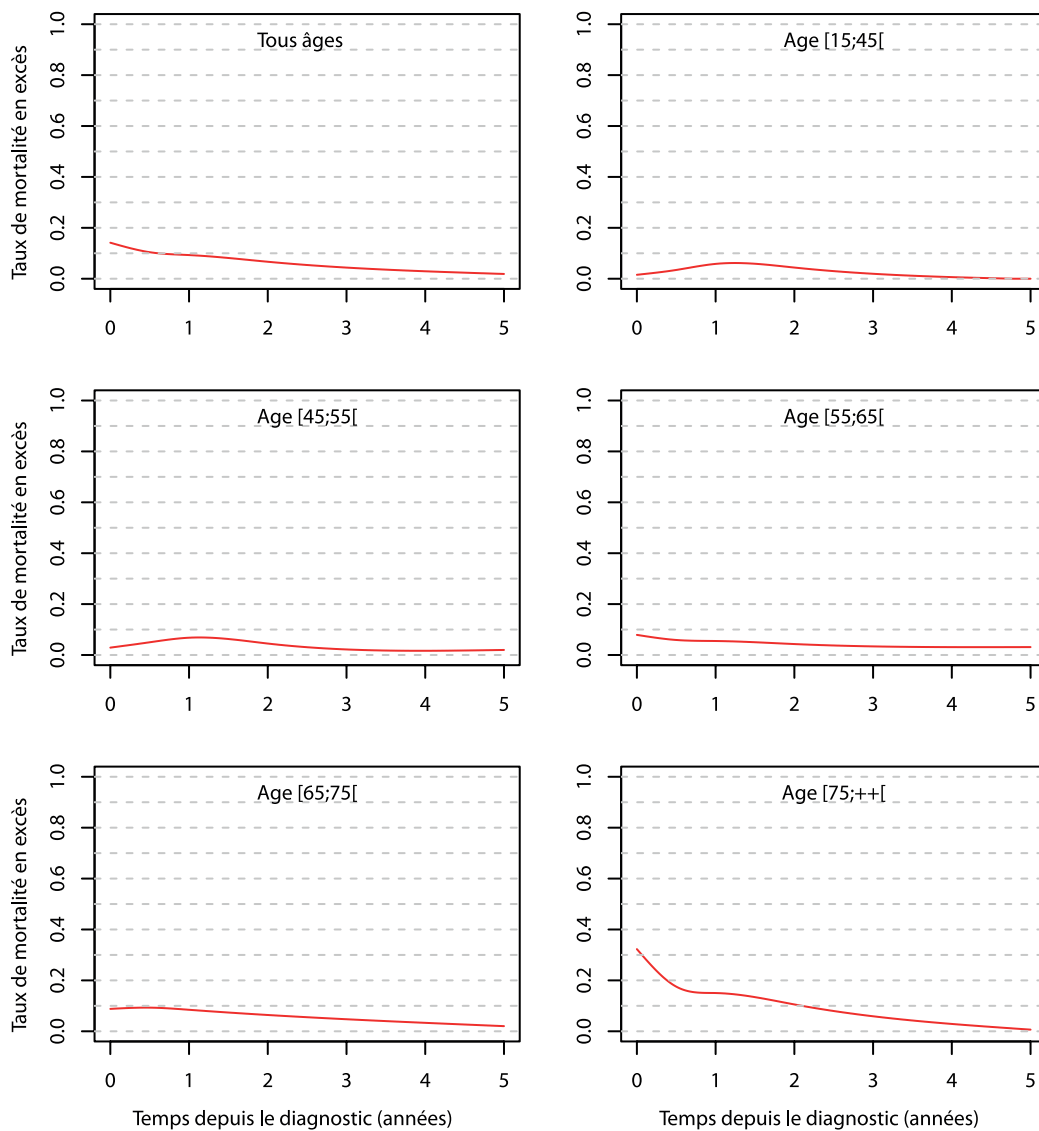 Tous âges
Taux de mortalité en excès
0.0 0.2 0.4 0.6 0.8 1.0
0 1 2 3 4 5
Age [15;45[
0.0 0.2 0.4 0.6 0.8 1.0
0 1 2 3 4 5
Age [45;55[
Taux de mortalité en excès
0.0 0.2 0.4 0.6 0.8 1.0
0 1 2 3 4 5
Age [55;65[
0.0 0.2 0.4 0.6 0.8 1.0
0 1 2 3 4 5
Age [65;75[
Taux de mortalité en excès
0.0 0.2 0.4 0.6 0.8 1.0
0 1 2 3 4 5
Temps depuis le diagnostic (années)
Age [75;++[
0.0 0.2 0.4 0.6 0.8 1.0
0 1 2 3 4 5
Temps depuis le diagnostic (années)